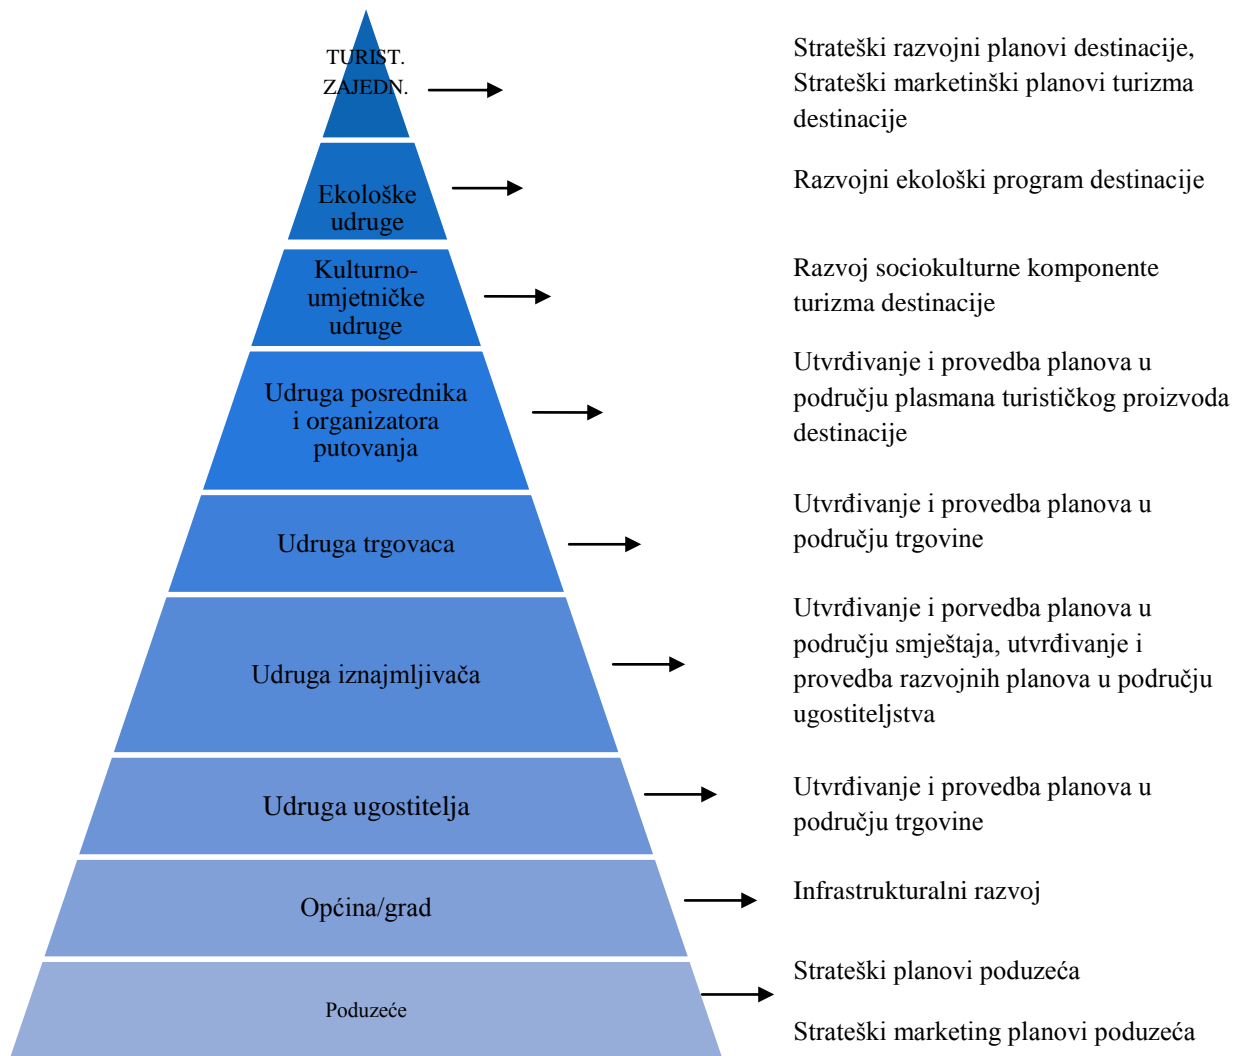 TURIST.
ZAJEDN.
Strateški razvojni planovi destinacije,
Strateški marketinški planovi turizma
destinacije
Ekološke
udruge
Razvojni ekološki program destinacije
Kulturno-
umjetničke
udruge
Razvoj sociokulturne komponente
turizma destinacije
Udruga posrednika
i organizatora
putovanja
Utvrđivanje i provedba planova u
području plasmana turističkog proizvoda
destinacije
Udruga trgovaca
Utvrđivanje i provedba planova u
području trgovine
Udruga iznajmljivača
Utvrđivanje i porvedba planova u
području smještaja, utvrđivanje i
provedba razvojnih planova u području
ugostiteljstva
Udruga ugostitelja
Utvrđivanje i provedba planova u
području trgovine
Općina/grad
Infrastrukturalni razvoj
Poduzeće
Strateški planovi poduzeća
Strateški marketing planovi poduzeća